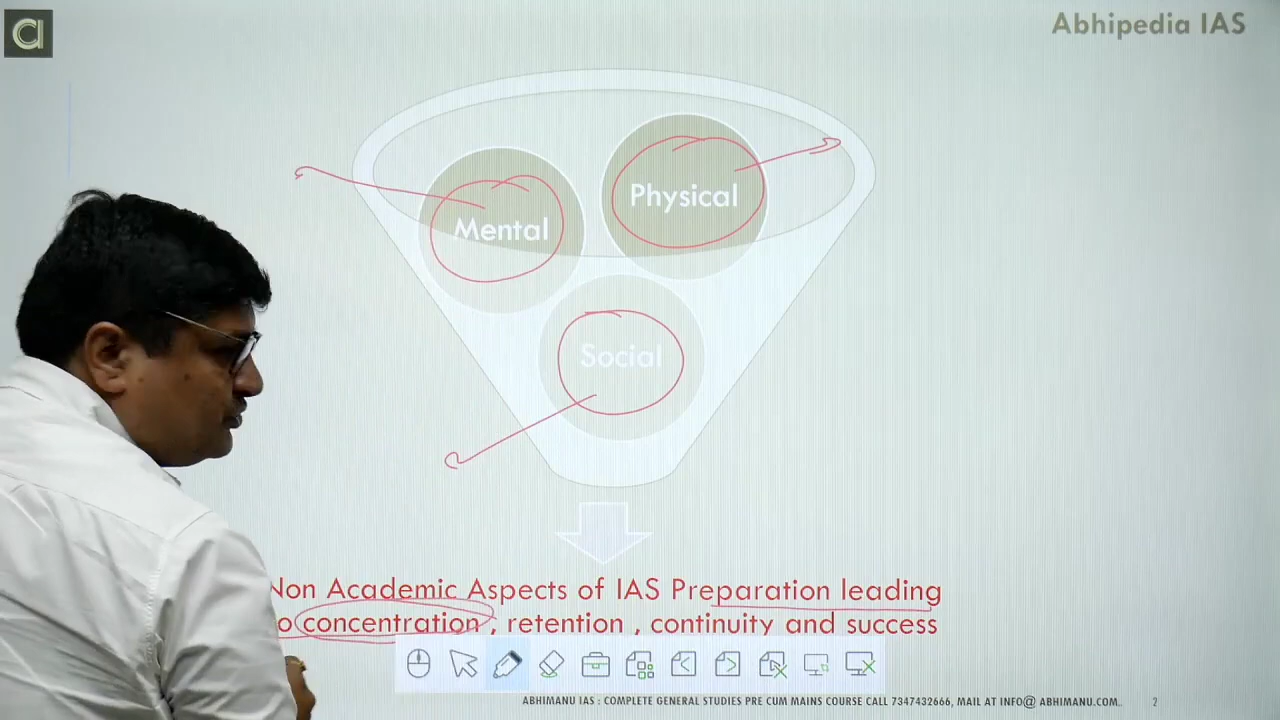 Abhipedia IAS
Physical
Mental
Social
Non Academic Aspects of IAS Preparation leading
o concentration , retention , continuity and success
ABHIMANU IAS : COMPLETE GENERAL STUDIES PRE CUM MAINS COURSE CALL 7347432666, MAIL AT INFO@ ABHIMANU.COM..
2